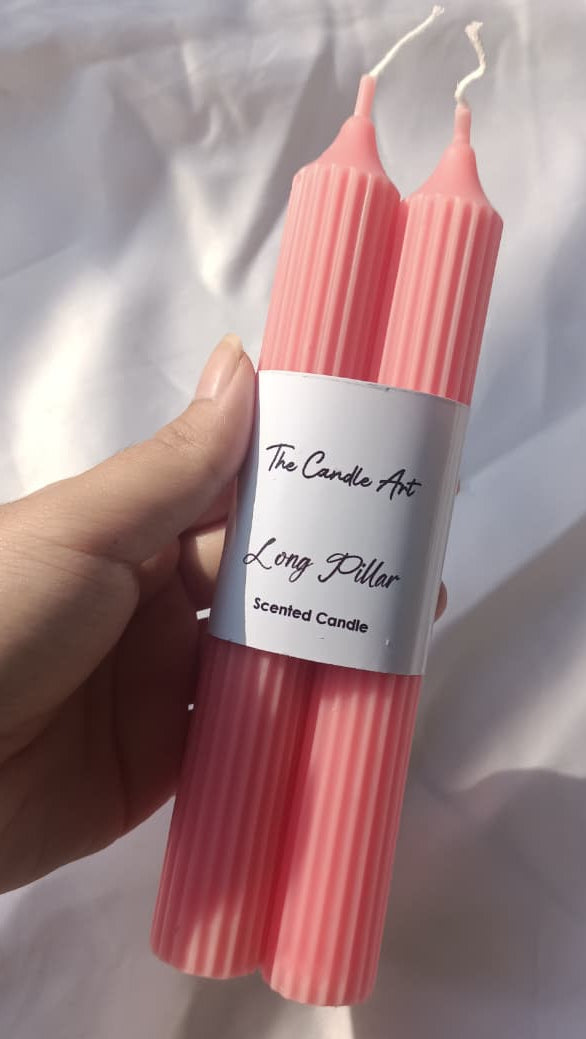 The Candle Art
Long Pillar
Scented Candle